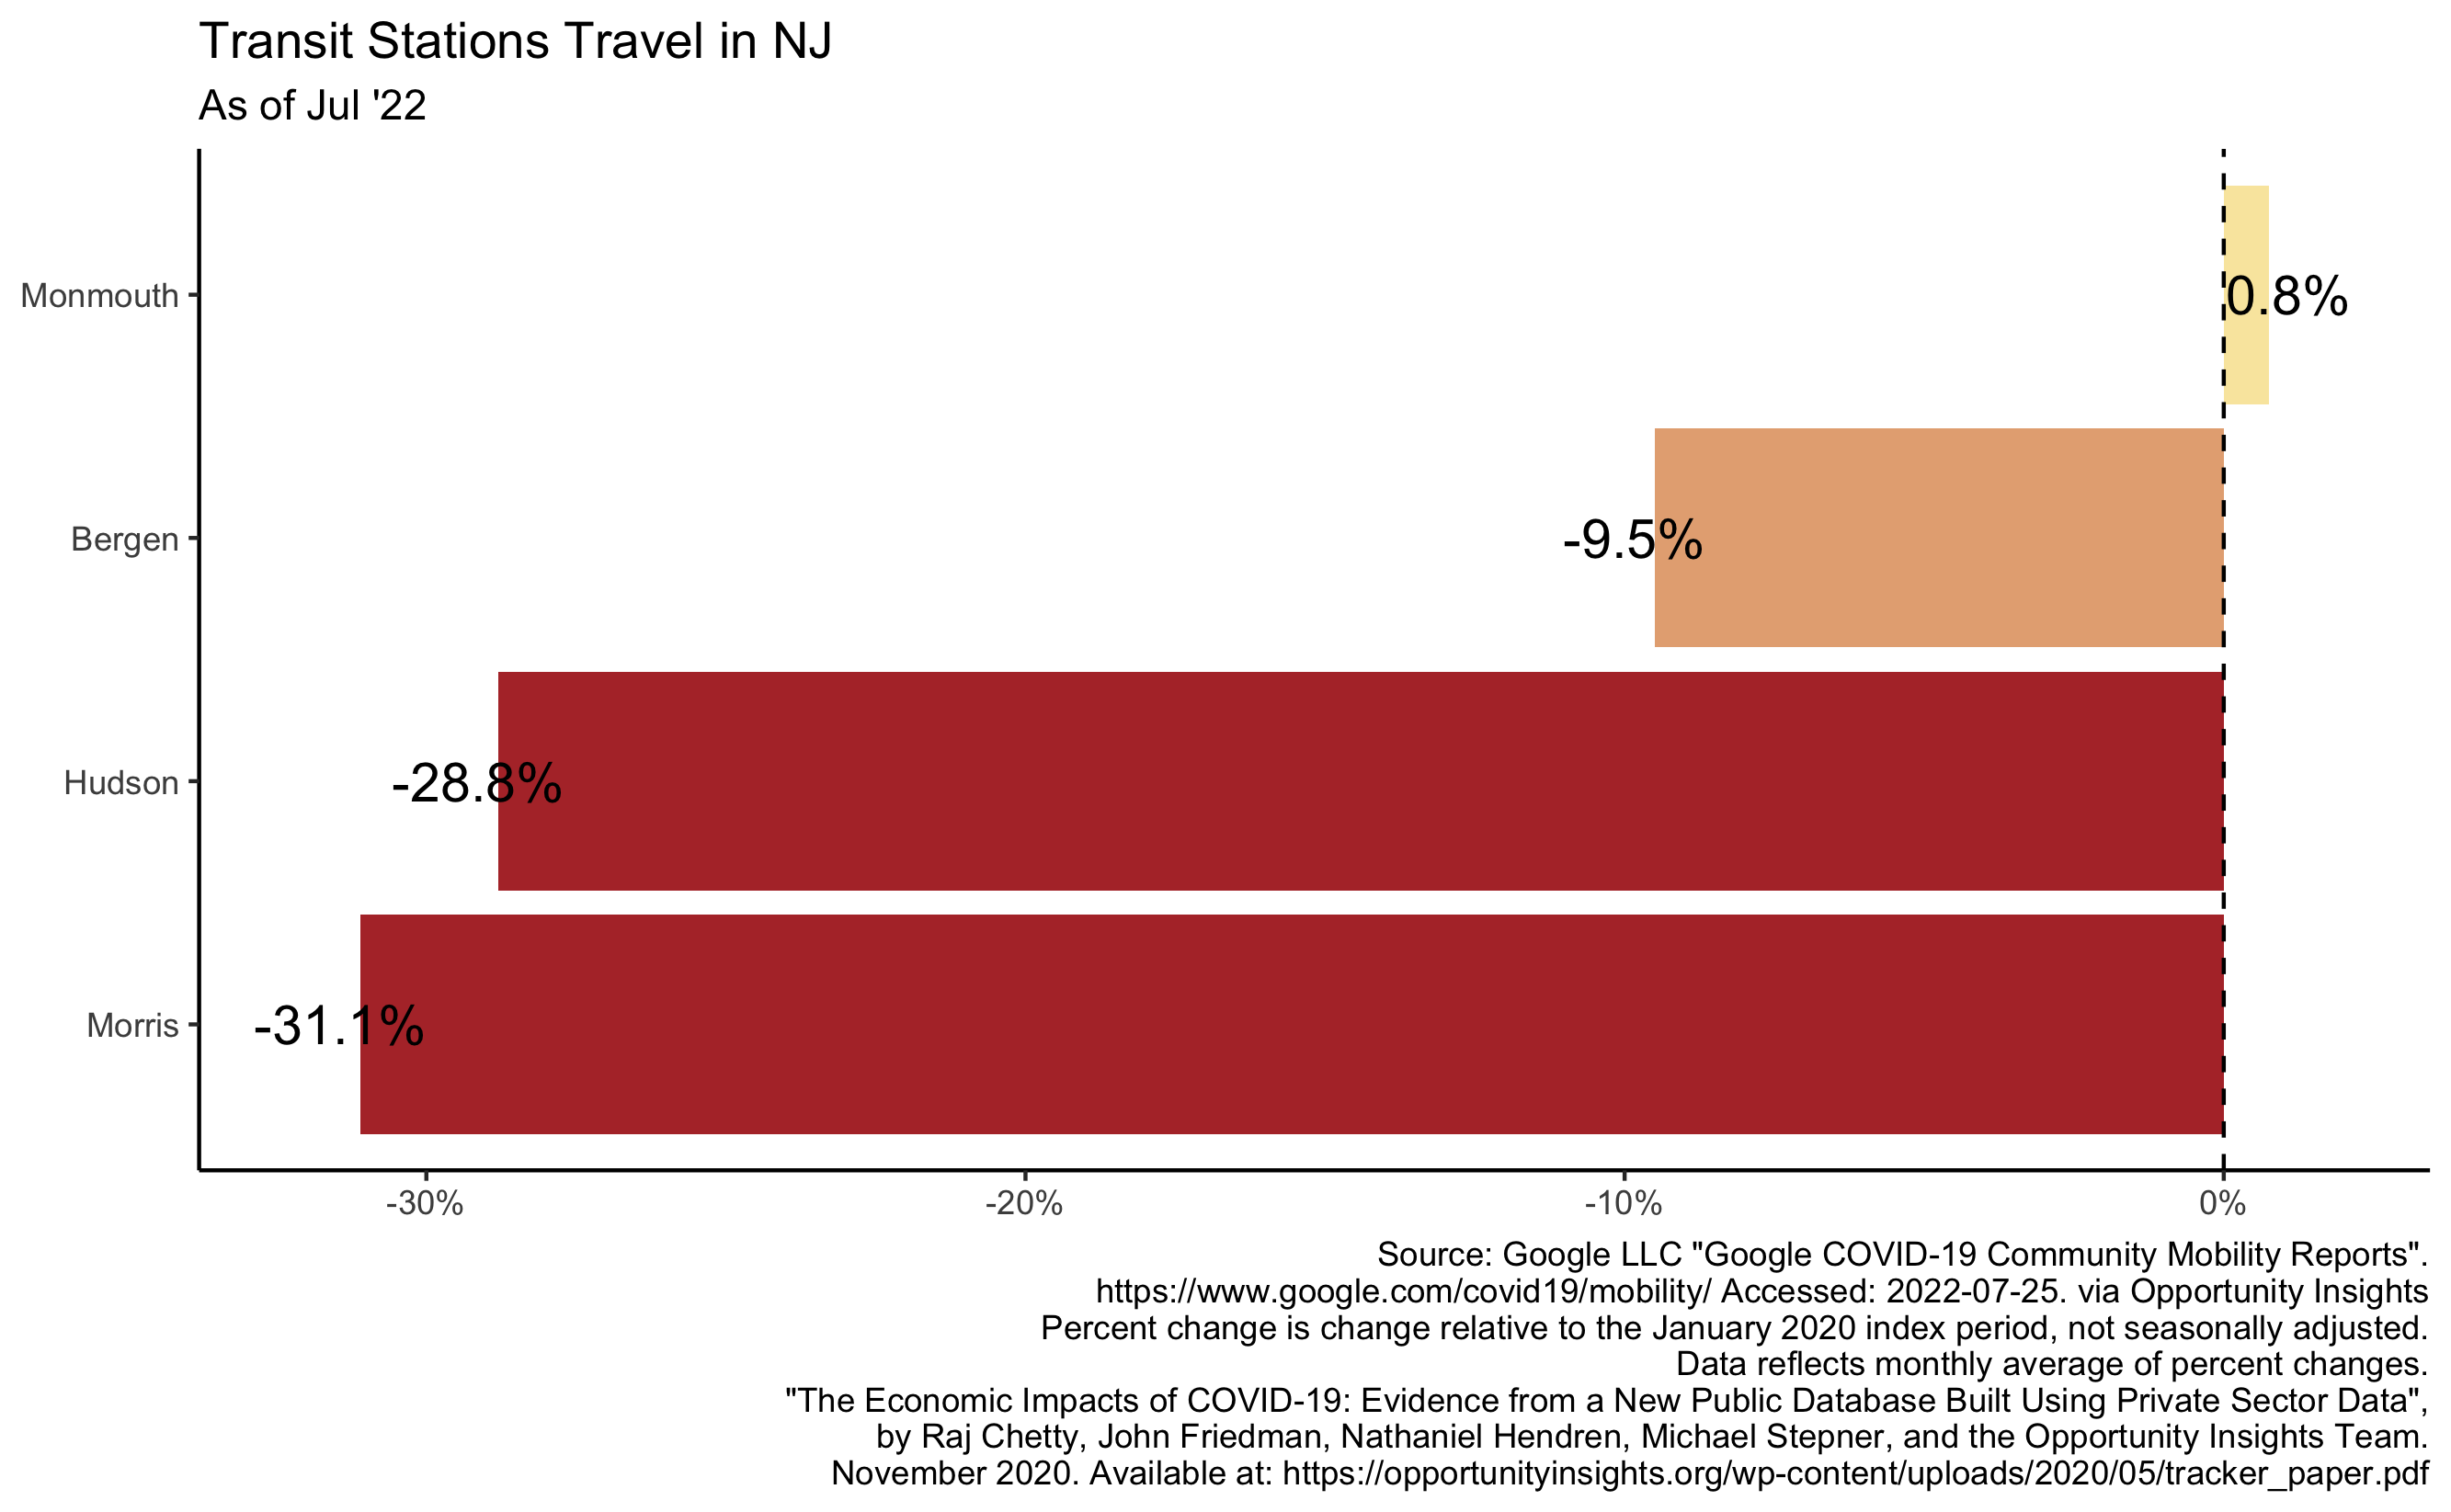 Transit Stations Travel in NJ
As of Jul '22
Monmouth
0.8%
Bergen
-9.5%
Hudson
-28.8%
Morris
-31.1%
-30%
-20%
-10%
0%
Source: Google LLC "Google COVID-19 Community Mobility Reports".
https://www.google.com/covid19/mobility/ Accessed: 2022-07-25. via Opportunity Insights
Percent change is change relative to the January 2020 index period, not seasonally adjusted.
Data reflects monthly average of percent changes.
"The Economic Impacts of COVID-19: Evidence from a New Public Database Built Using Private Sector Data",
by Raj Chetty, John Friedman, Nathaniel Hendren, Michael Stepner, and the Opportunity Insights Team.
November 2020. Available at: https://opportunityinsights.org/wp-content/uploads/2020/05/tracker_paper.pdf